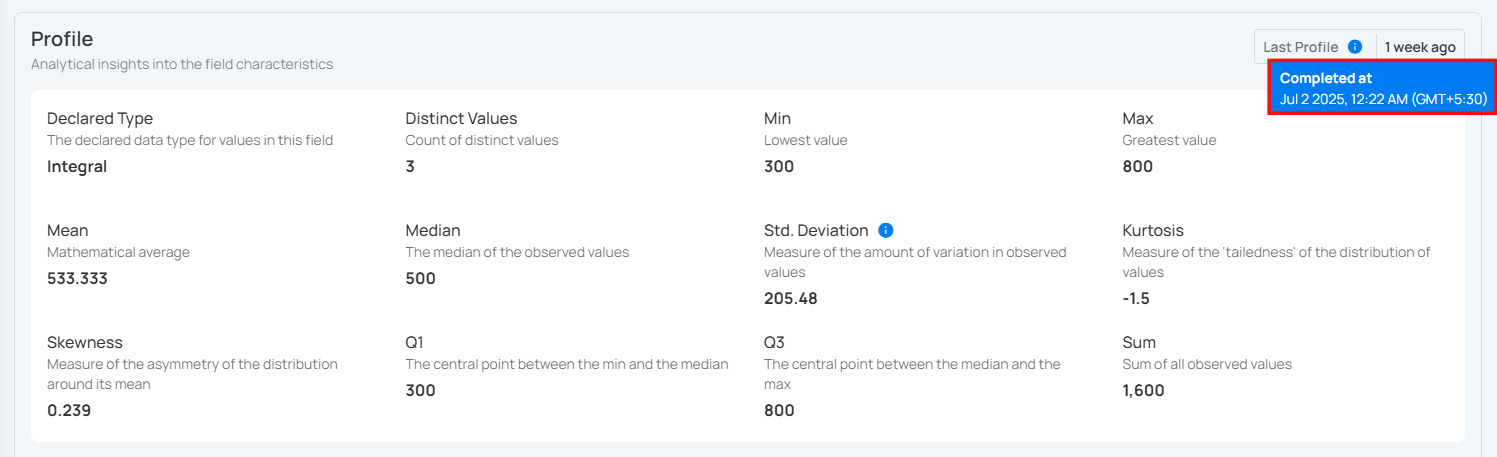 Profile
Analytical insights into the field characteristics
Last Profile 1 week ago
Completed at
Jul 2 2025, 12:22 AM (GMT+5:30)
Declared Type
The declared data type for values in this field
Integral
Distinct Values
Count of distinct values
3
Min
Lowest value
300
Max
Greatest value
800
Mean
Mathematical average
533.333
Median
The median of the observed values
500
Std. Deviation
Measure of the amount of variation in observed
values
205.48
Kurtosis
Measure of the 'tailedness' of the distribution of
values
-1.5
Skewness
Measure of the asymmetry of the distribution
around its mean
0.239
Q1
The central point between the min and the median
300
Q3
The central point between the median and the
max
800
Sum
Sum of all observed values
1,600